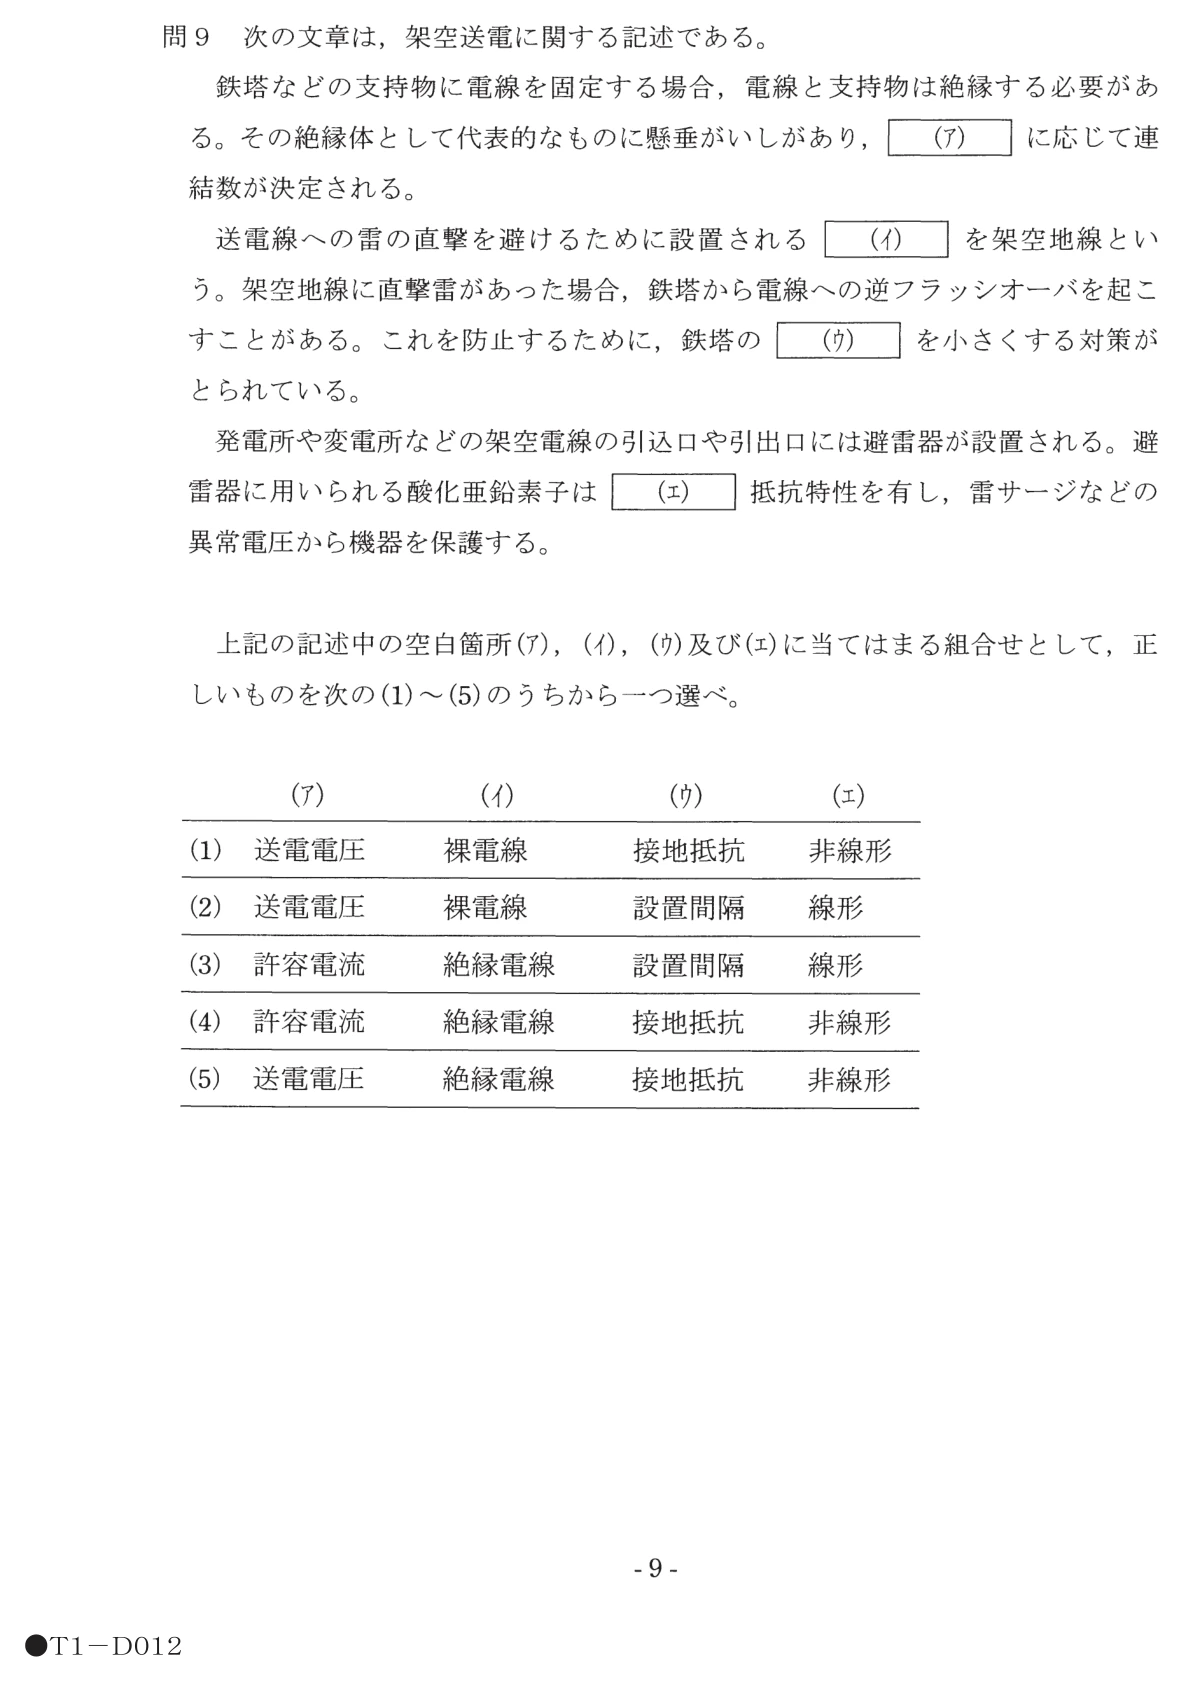 問９　次の文章は，架空送電に関する記述である。
鉄塔などの支持物に電線を固定する場合，電線と支持物は絶縁する必要があ
る。その絶縁体として代表的なものに懸垂がいしがあり， (ア) に応じて連
結数が決定される。
送電線への雷の直撃を避けるために設置される (イ) を架空地線とい
う。架空地線に直撃雷があった場合，鉄塔から電線への逆フラッシオーバを起こ
すことがある。これを防止するために，鉄塔の (ウ) を小さくする対策が
とられている。
発電所や変電所などの架空電線の引込口や引出口には避雷器が設置される。避
雷器に用いられる酸化亜鉛素子は (エ) 抵抗特性を有し，雷サージなどの
異常電圧から機器を保護する。
上記の記述中の空白箇所(ア)，(イ)，(ウ)及び(エ)に当てはまる組合せとして，正
しいものを次の(1)～(5)のうちから一つ選べ。
(ア) (イ) (ウ) (エ)
(1) 送電電圧 裸電線 接地抵抗 非線形
(2) 送電電圧 裸電線 設置間隔 線形
(3) 許容電流 絶縁電線 設置間隔 線形
(4) 許容電流 絶縁電線 接地抵抗 非線形
(5) 送電電圧 絶縁電線 接地抵抗 非線形
- 9 -
●T1－D012